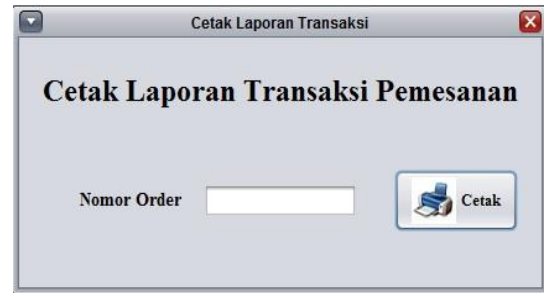 Cetak Laporan Transaksi
Cetak Laporan Transaksi Pemesanan
Nomor Order
Cetak